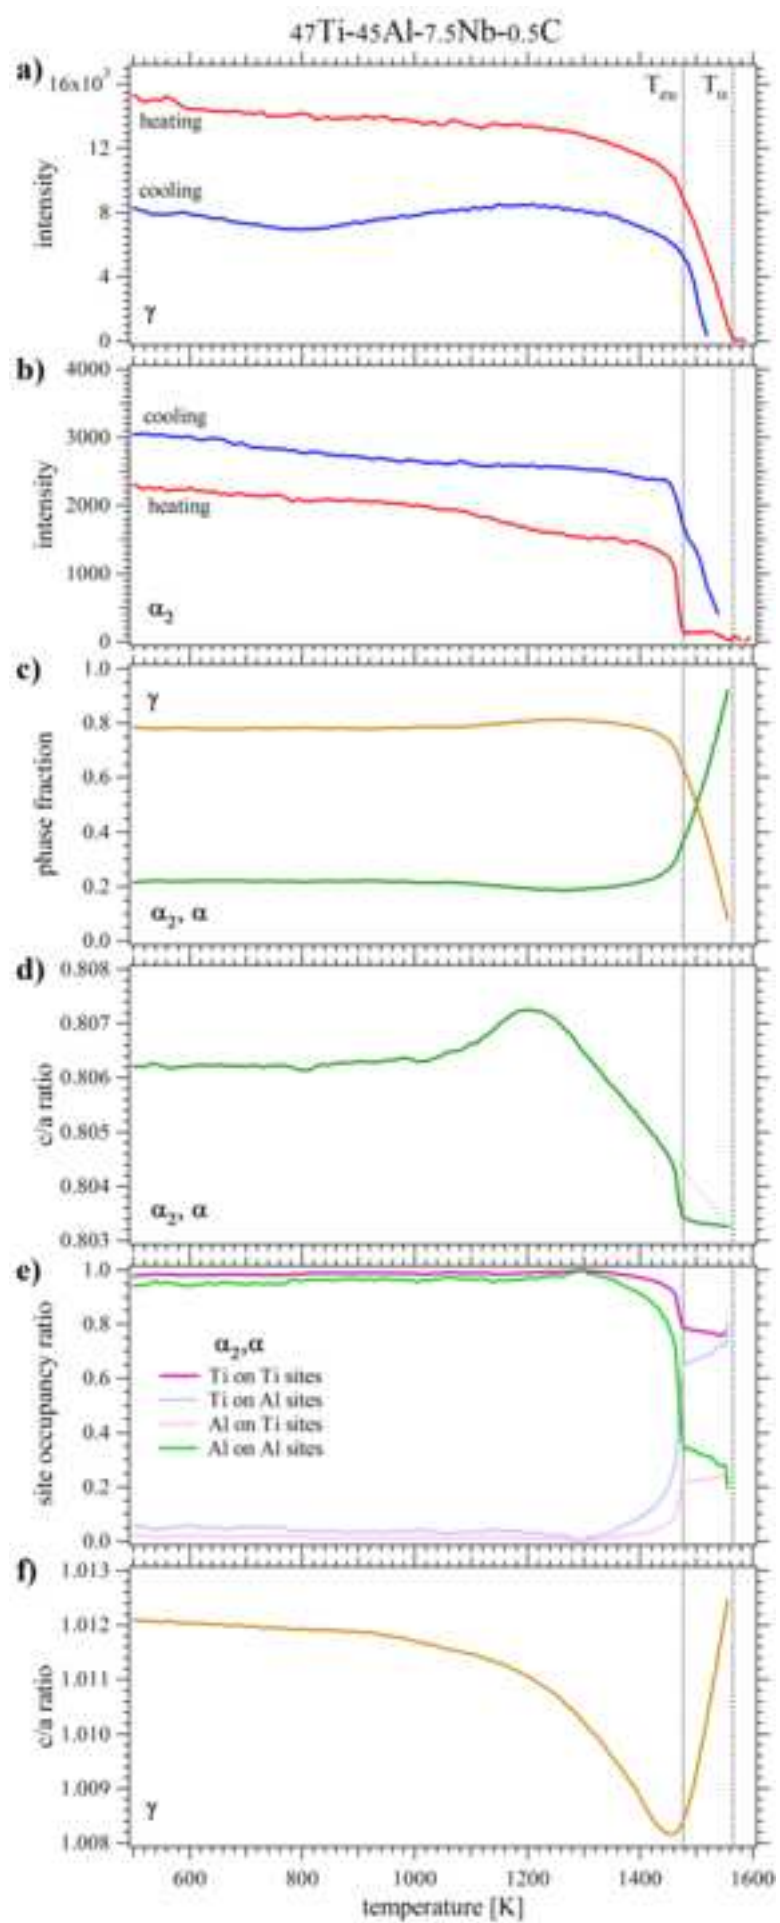 47Ti-45Al-7.5Nb-0.5C
a)
16x10³
12
8
4
0
intensity
heating
cooling
γ
Teu
Tα
b)
4000
3000
2000
1000
0
intensity
cooling
heating
α₂
c)
1.0
0.8
0.6
0.4
0.2
0.0
phase fraction
γ
α₂, α
d)
0.808
0.807
0.806
0.805
0.804
0.803
c/a ratio
α₂, α
e)
1.0
0.8
0.6
0.4
0.2
0.0
site occupancy ratio
α₂,α
Ti on Ti sites
Ti on Al sites
Al on Ti sites
Al on Al sites
f)
1.013
1.012
1.011
1.010
1.009
1.008
c/a ratio
γ
600 800 1000 1200 1400 1600
temperature [K]